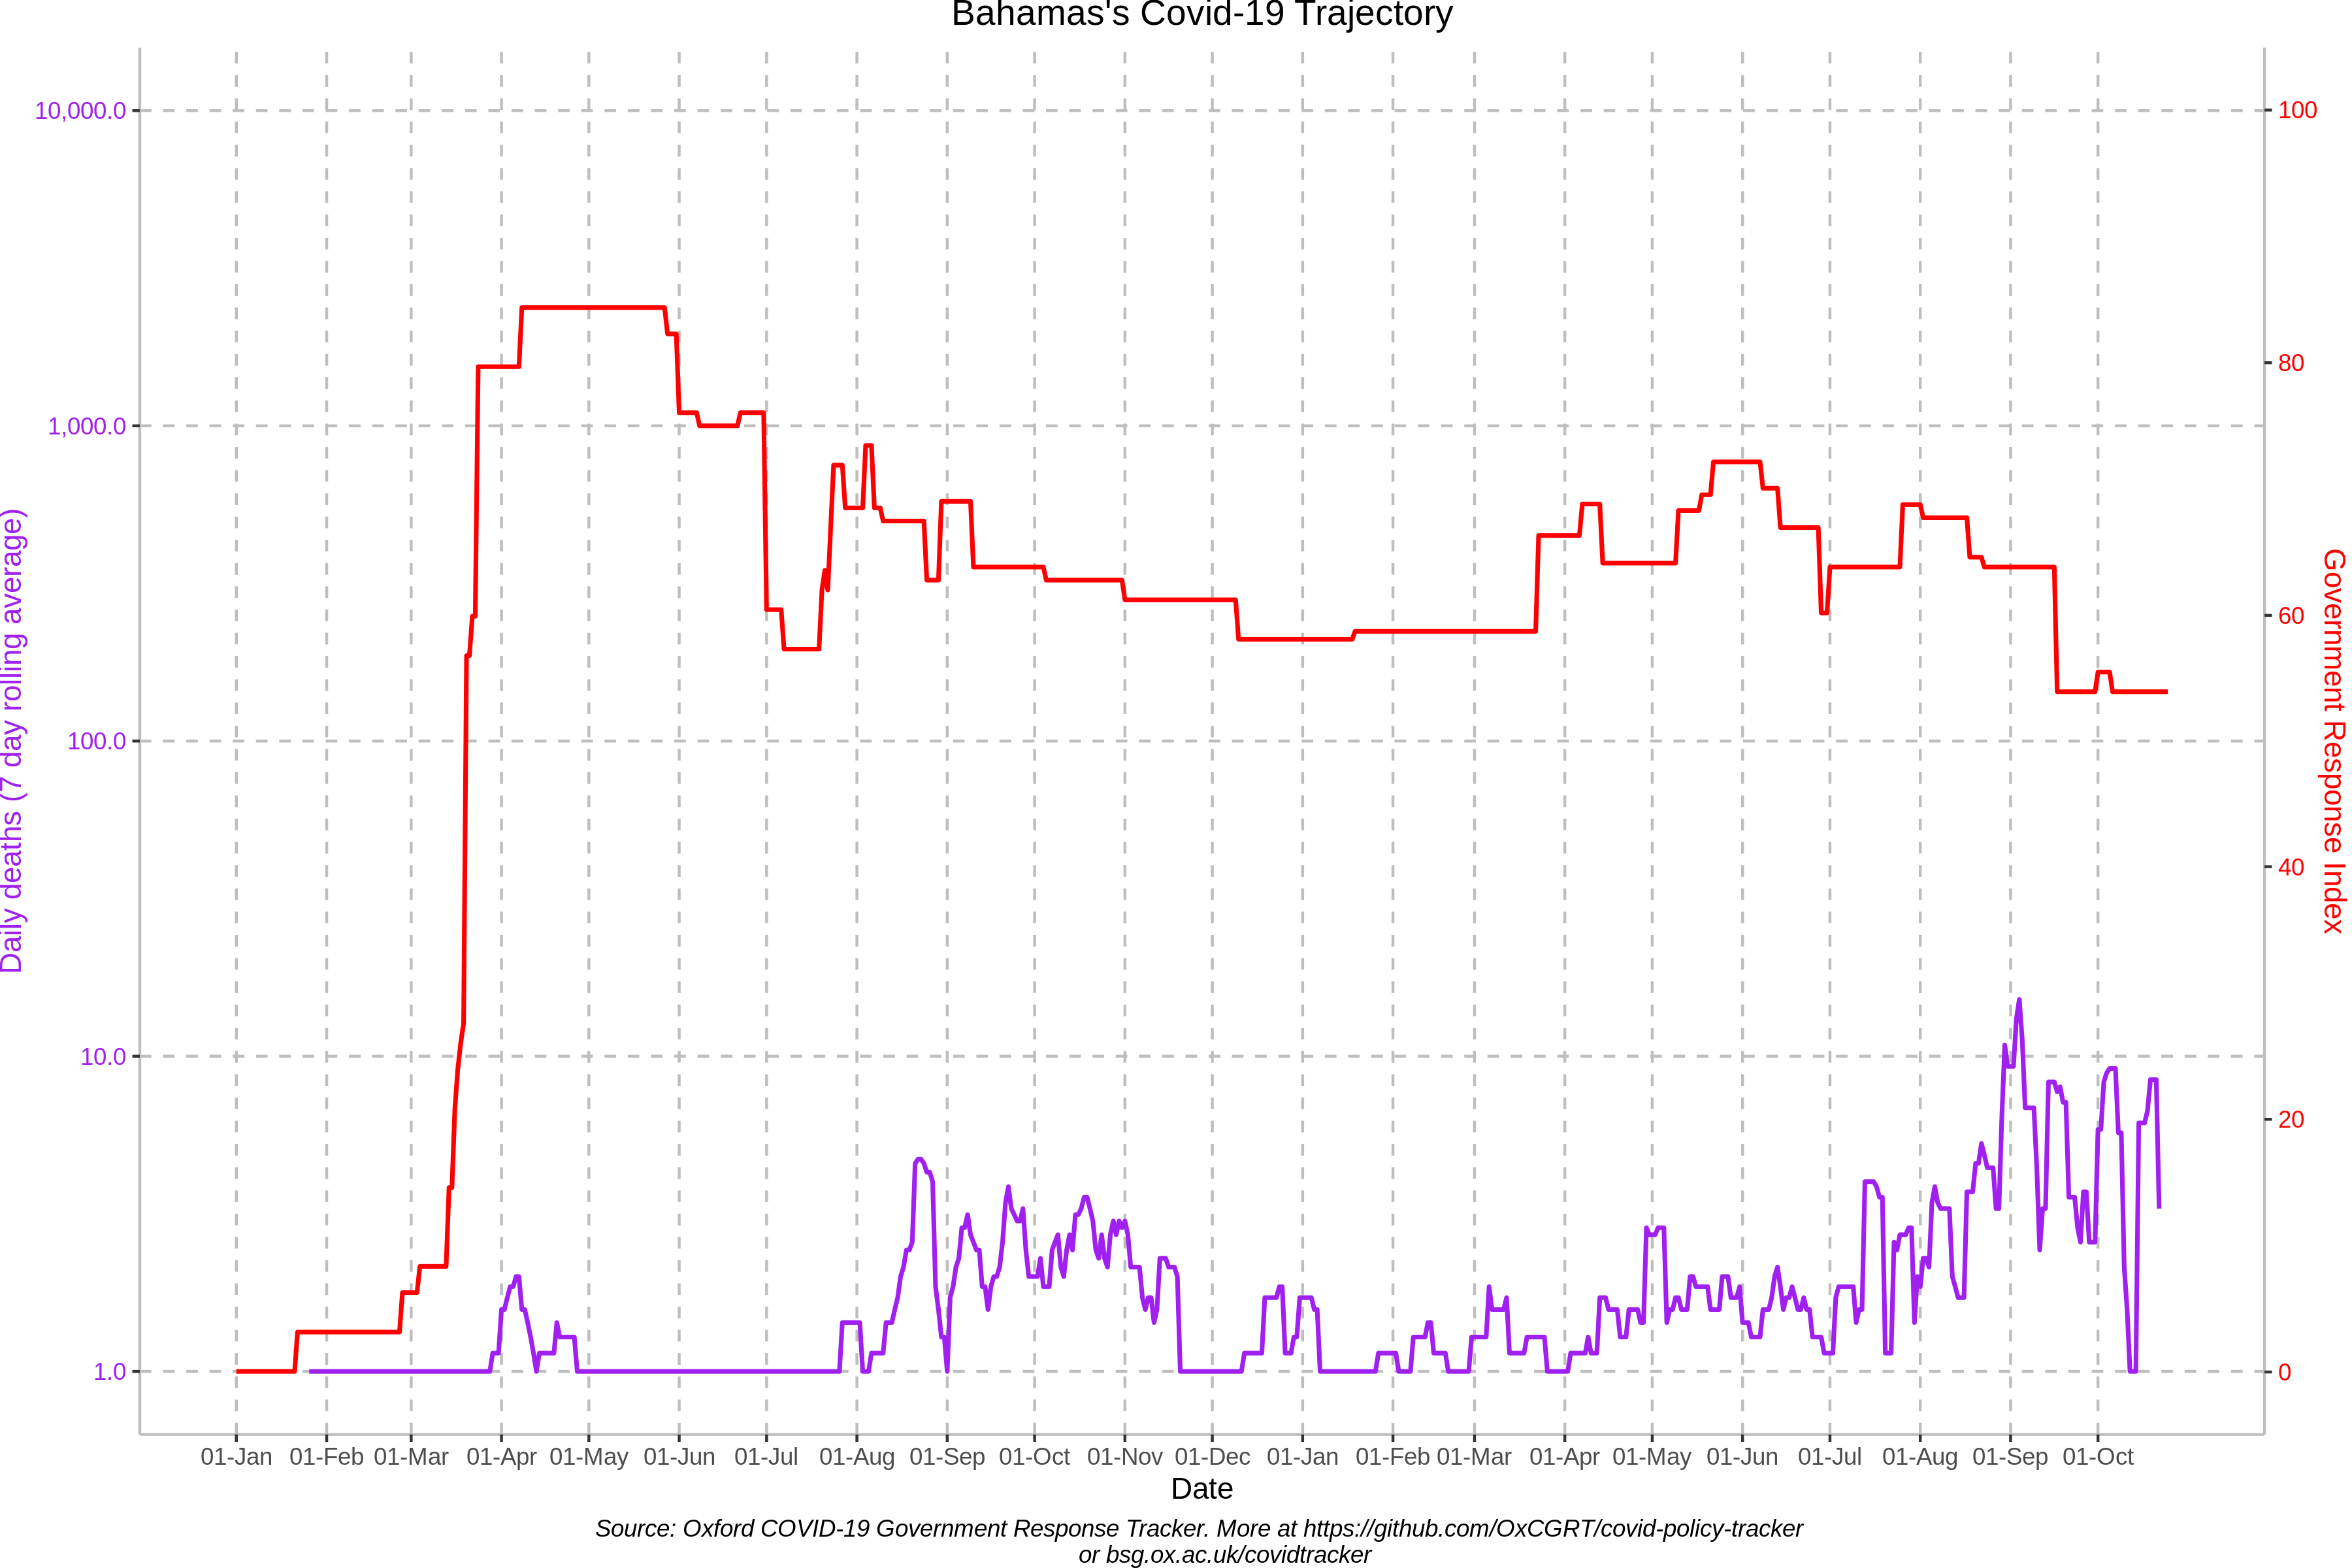 Bahamas's Covid-19 Trajectory
10,000.0
1,000.0
100.0
10.0
1.0
Daily deaths (7 day rolling average)
100
80
60
40
20
0
Government Response Index
01-Jan 01-Feb 01-Mar 01-Apr 01-May 01-Jun 01-Jul 01-Aug 01-Sep 01-Oct 01-Nov 01-Dec 01-Jan 01-Feb 01-Mar 01-Apr 01-May 01-Jun 01-Jul 01-Aug 01-Sep 01-Oct
Date
Source: Oxford COVID-19 Government Response Tracker. More at https://github.com/OxCGRT/covid-policy-tracker
or bsg.ox.ac.uk/covidtracker